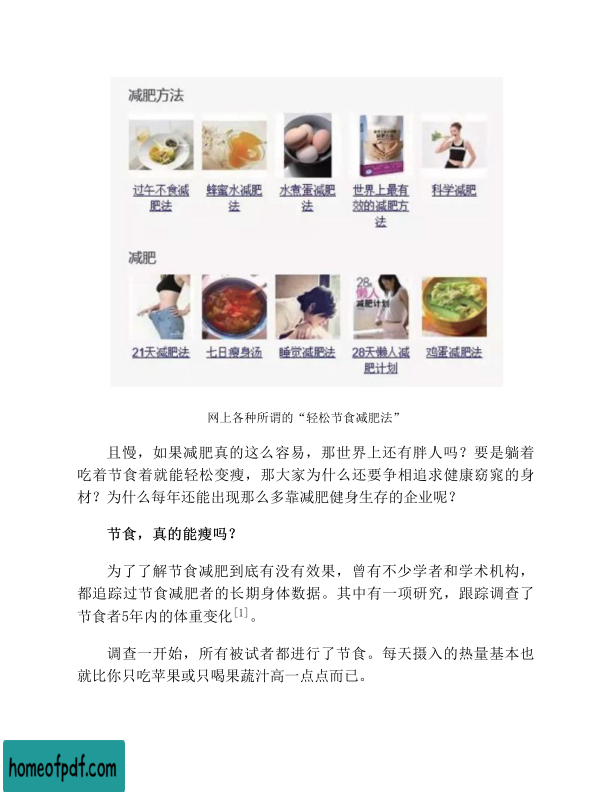 减肥方法
过午不食减
肥法
蜂蜜水减肥
法
水煮蛋减肥
法
世界上最有
效的减肥方
法
科学减肥
减肥
28天
懒人
减肥计划
21天减肥法
七日瘦身汤
睡觉减肥法
28天懒人减
肥计划
鸡蛋减肥法
网上各种所谓的“轻松节食减肥法”
且慢，如果减肥真的这么容易，那世界上还有胖人吗？要是躺着
吃着节食着就能轻松变瘦，那大家为什么还要争相追求健康窈窕的身
材？为什么每年还能出现那么多靠减肥健身生存的企业呢？
节食，真的能瘦吗？
为了了解节食减肥到底有没有效果，曾有不少学者和学术机构，
都追踪过节食减肥者的长期身体数据。其中有一项研究，跟踪调查了
节食者5年内的体重变化[1]。
调查一开始，所有被试者都进行了节食。每天摄入的热量基本也
就比你只吃苹果或只喝果蔬汁高一点点而已。
homeofpdf.com